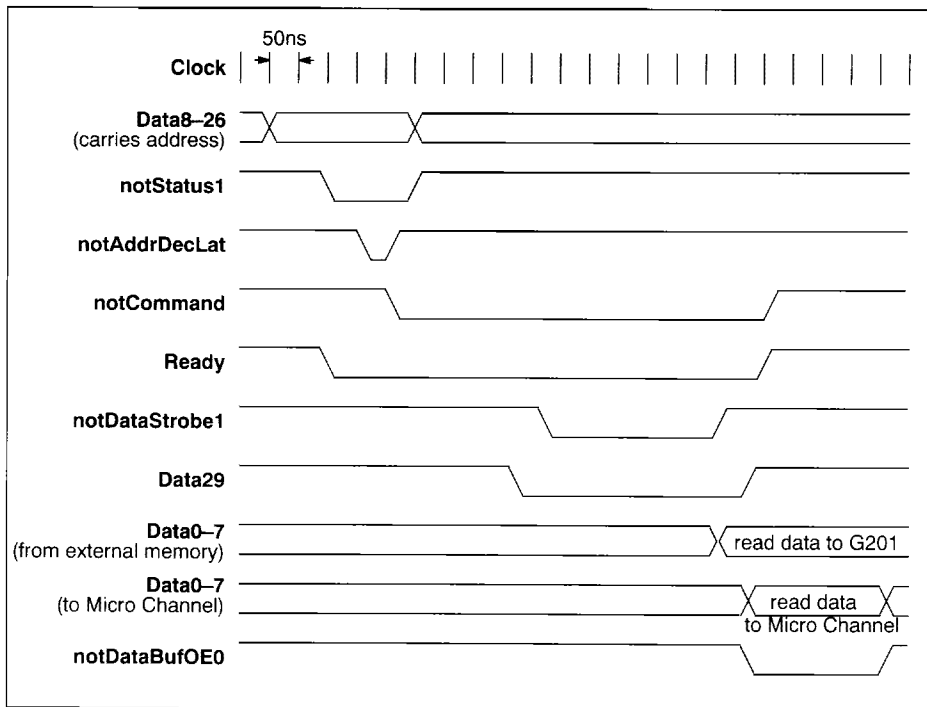 50ns
Clock
Data8–26
(carries address)
notStatus1
notAddrDecLat
notCommand
Ready
notDataStrobe1
Data29
Data0–7
(from external memory)
read data to G201
Data0–7
(to Micro Channel)
read data
to Micro Channel
notDataBufOE0